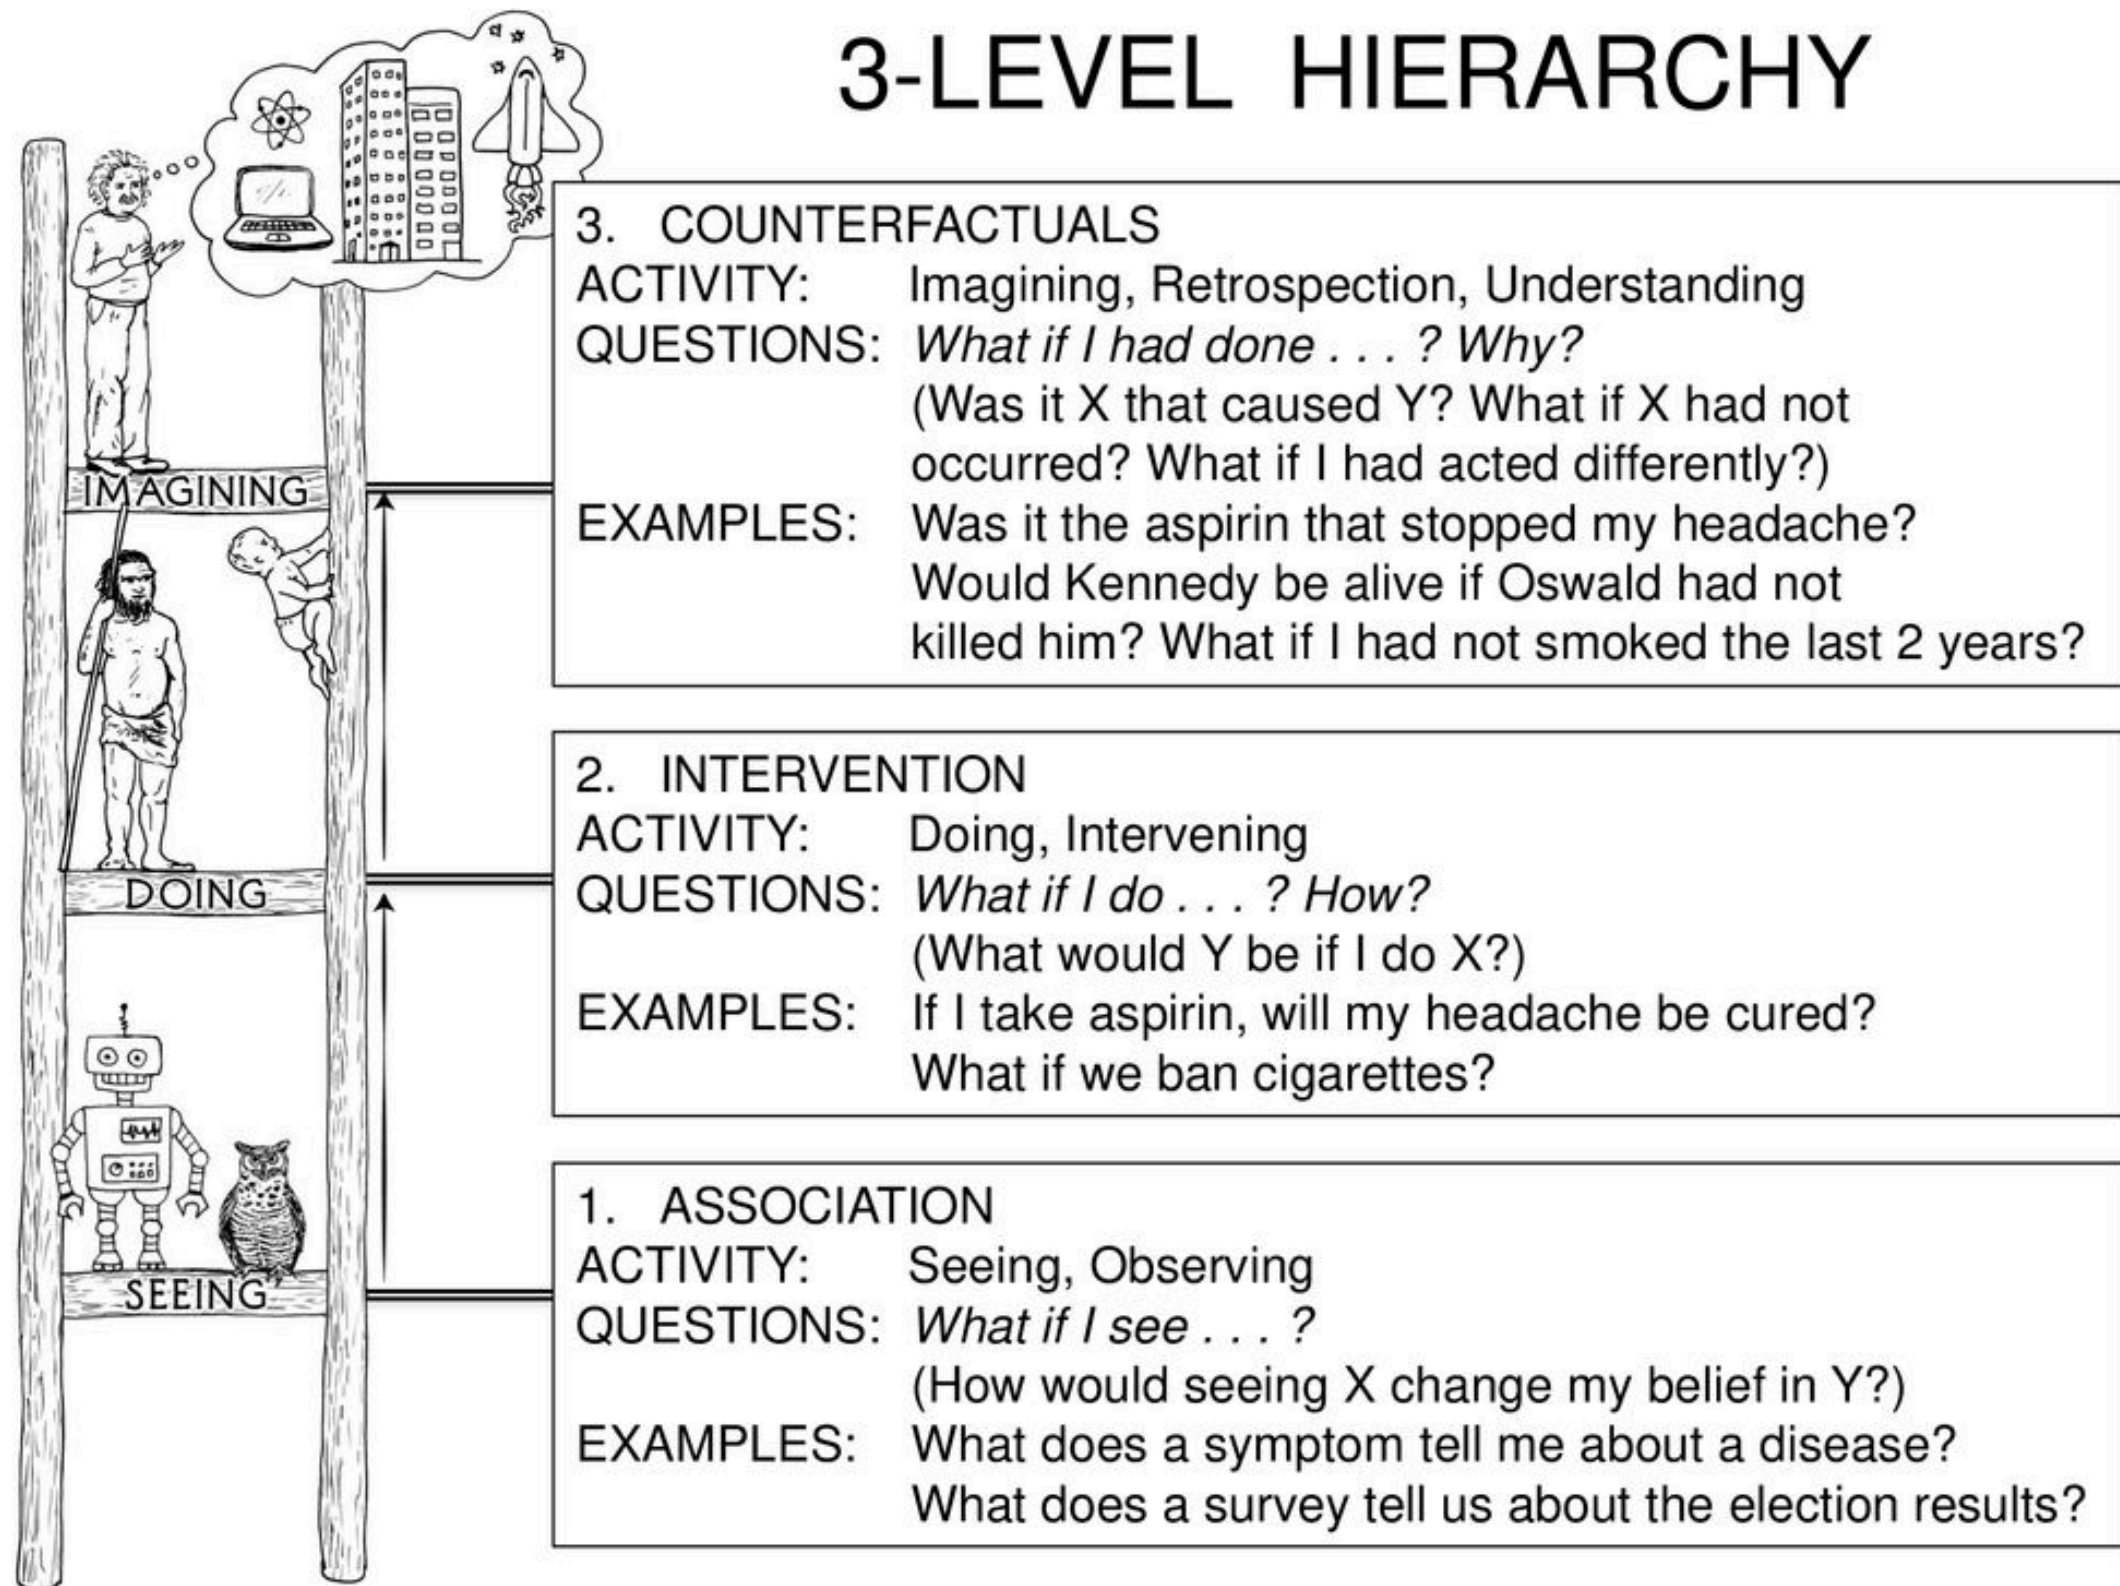 3-LEVEL HIERARCHY
3. COUNTERFACTUALS
ACTIVITY: Imagining, Retrospection, Understanding
QUESTIONS: What if I had done . . . ? Why?
(Was it X that caused Y? What if X had not
occurred? What if I had acted differently?)
EXAMPLES: Was it the aspirin that stopped my headache?
Would Kennedy be alive if Oswald had not
killed him? What if I had not smoked the last 2 years?
IMAGINING
2. INTERVENTION
ACTIVITY: Doing, Intervening
QUESTIONS: What if I do . . . ? How?
(What would Y be if I do X?)
EXAMPLES: If I take aspirin, will my headache be cured?
What if we ban cigarettes?
DOING
1. ASSOCIATION
ACTIVITY: Seeing, Observing
QUESTIONS: What if I see . . . ?
(How would seeing X change my belief in Y?)
EXAMPLES: What does a symptom tell me about a disease?
What does a survey tell us about the election results?
SEEING